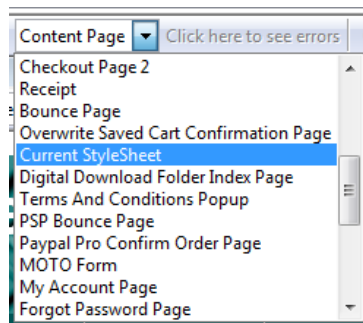 Content Page Click here to see errors
Checkout Page 2
Receipt
Bounce Page
Overwrite Saved Cart Confirmation Page
Current StyleSheet
Digital Download Folder Index Page
Terms And Conditions Popup
PSP Bounce Page
Paypal Pro Confirm Order Page
MOTO Form
My Account Page
Forgot Password Page